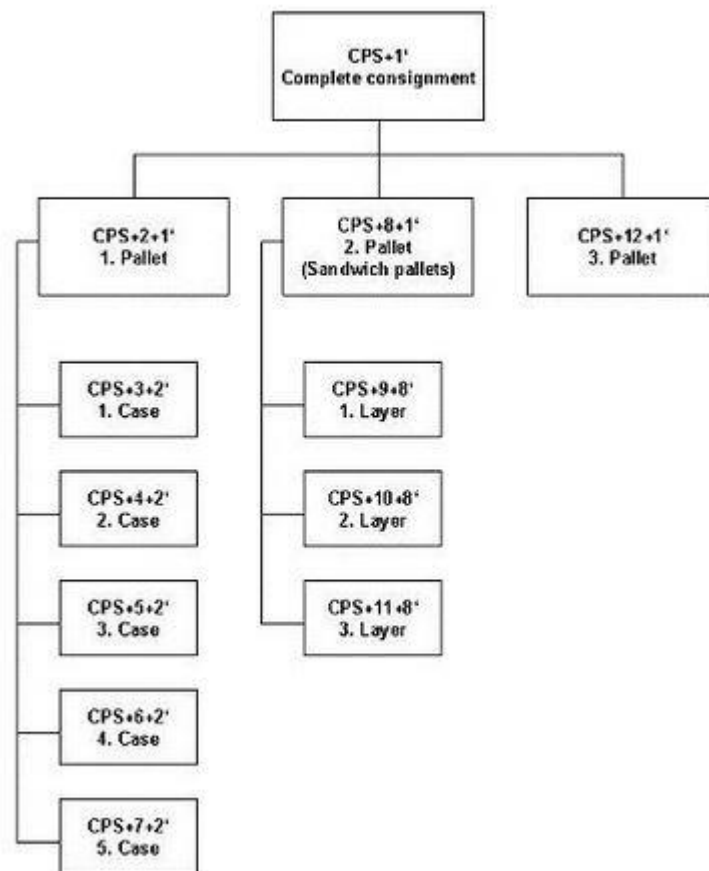 CPS+1'
Complete consignment
CPS+2+1'
1. Pallet
CPS+8+1'
2. Pallet
(Sandwich pallets)
CPS+12+1'
3. Pallet
CPS+3+2'
1. Case
CPS+4+2'
2. Case
CPS+5+2'
3. Case
CPS+6+2'
4. Case
CPS+7+2'
5. Case
CPS+9+8'
1. Layer
CPS+10+8'
2. Layer
CPS+11+8'
3. Layer